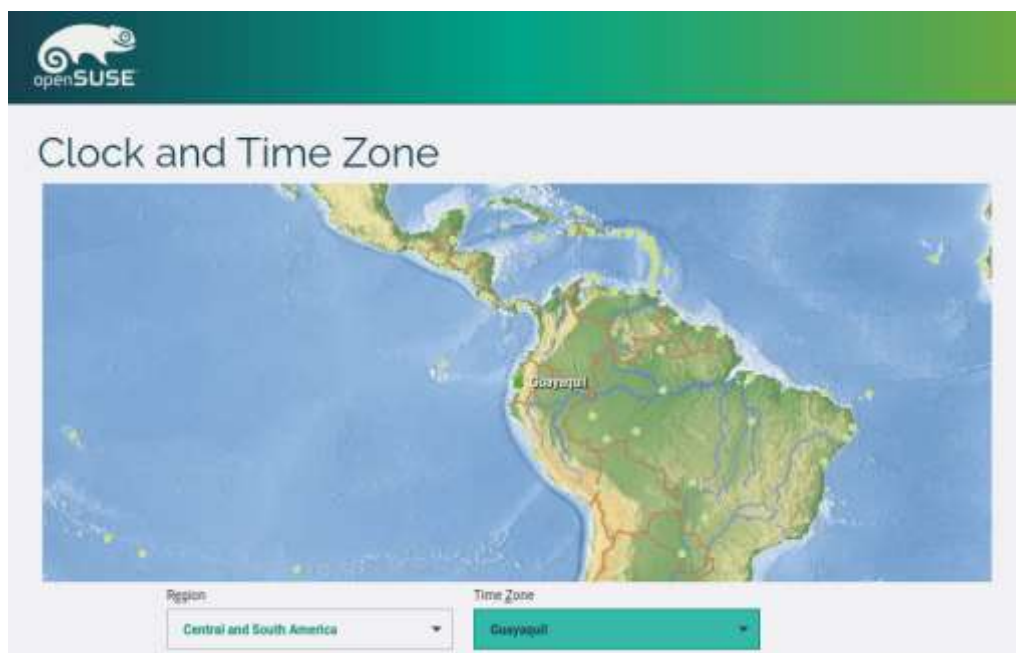 openSUSE
Clock and Time Zone
Guayaquil
Region
Time Zone
Central and South America
Guayaquil